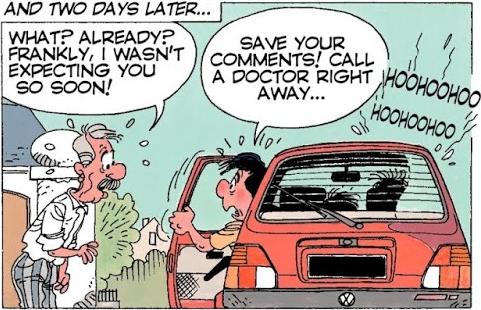 AND TWO DAYS LATER...
WHAT? ALREADY?
FRANKLY, I WASN'T
EXPECTING YOU
SO SOON!
SAVE YOUR
COMMENTS! CALL
A DOCTOR RIGHT
AWAY...
HOOHOOHOO
HOOHOOHOO